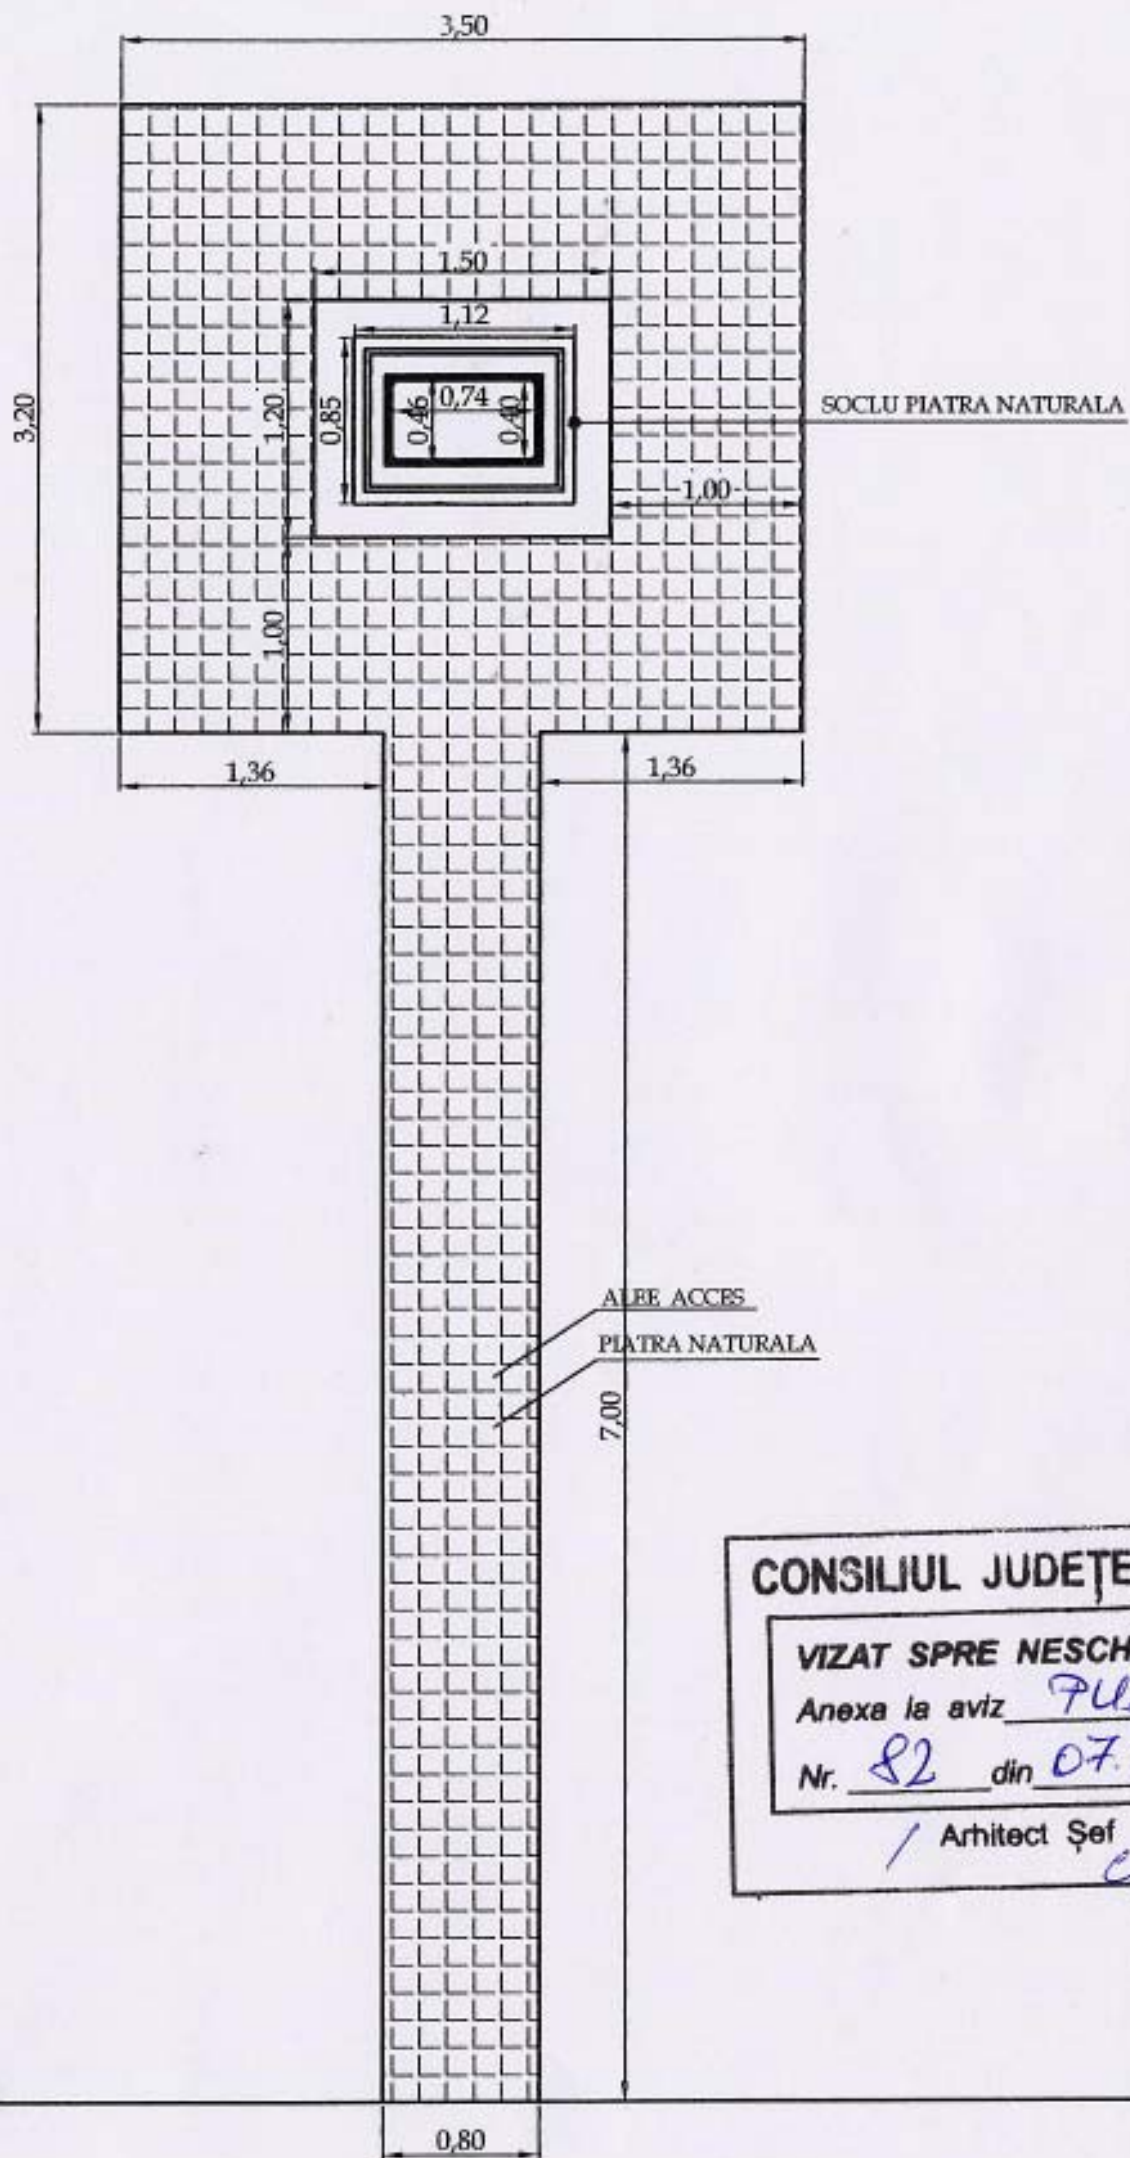 3,50
3,20
1,50
1,12
1,20
0,85
0,46
0,74
0,40
SOCLU PIATRA NATURALA
1,00
1,00
1,36
1,36
ALEE ACCES
PIATRA NATURALA
7,00
CONSILIUL JUDEȚE
VIZAT SPRE NESCH
Anexa la aviz
Nr. 82 din 07.
Arhitect Șef
0,80